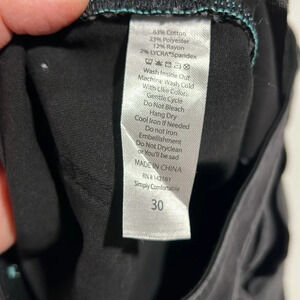 63% Cotton
23% Polyester
12% Rayon
2% LYCRA®Spandex
Wash Inside Out
Machine Wash Cold
With Like Colors
Gentle Cycle
Do Not Bleach
Hang Dry
Cool Iron If Needed
Do not Iron
Embellishment
Do Not Dryclean
or You'll be sad
MADE IN CHINA
Simply Comfortable
30